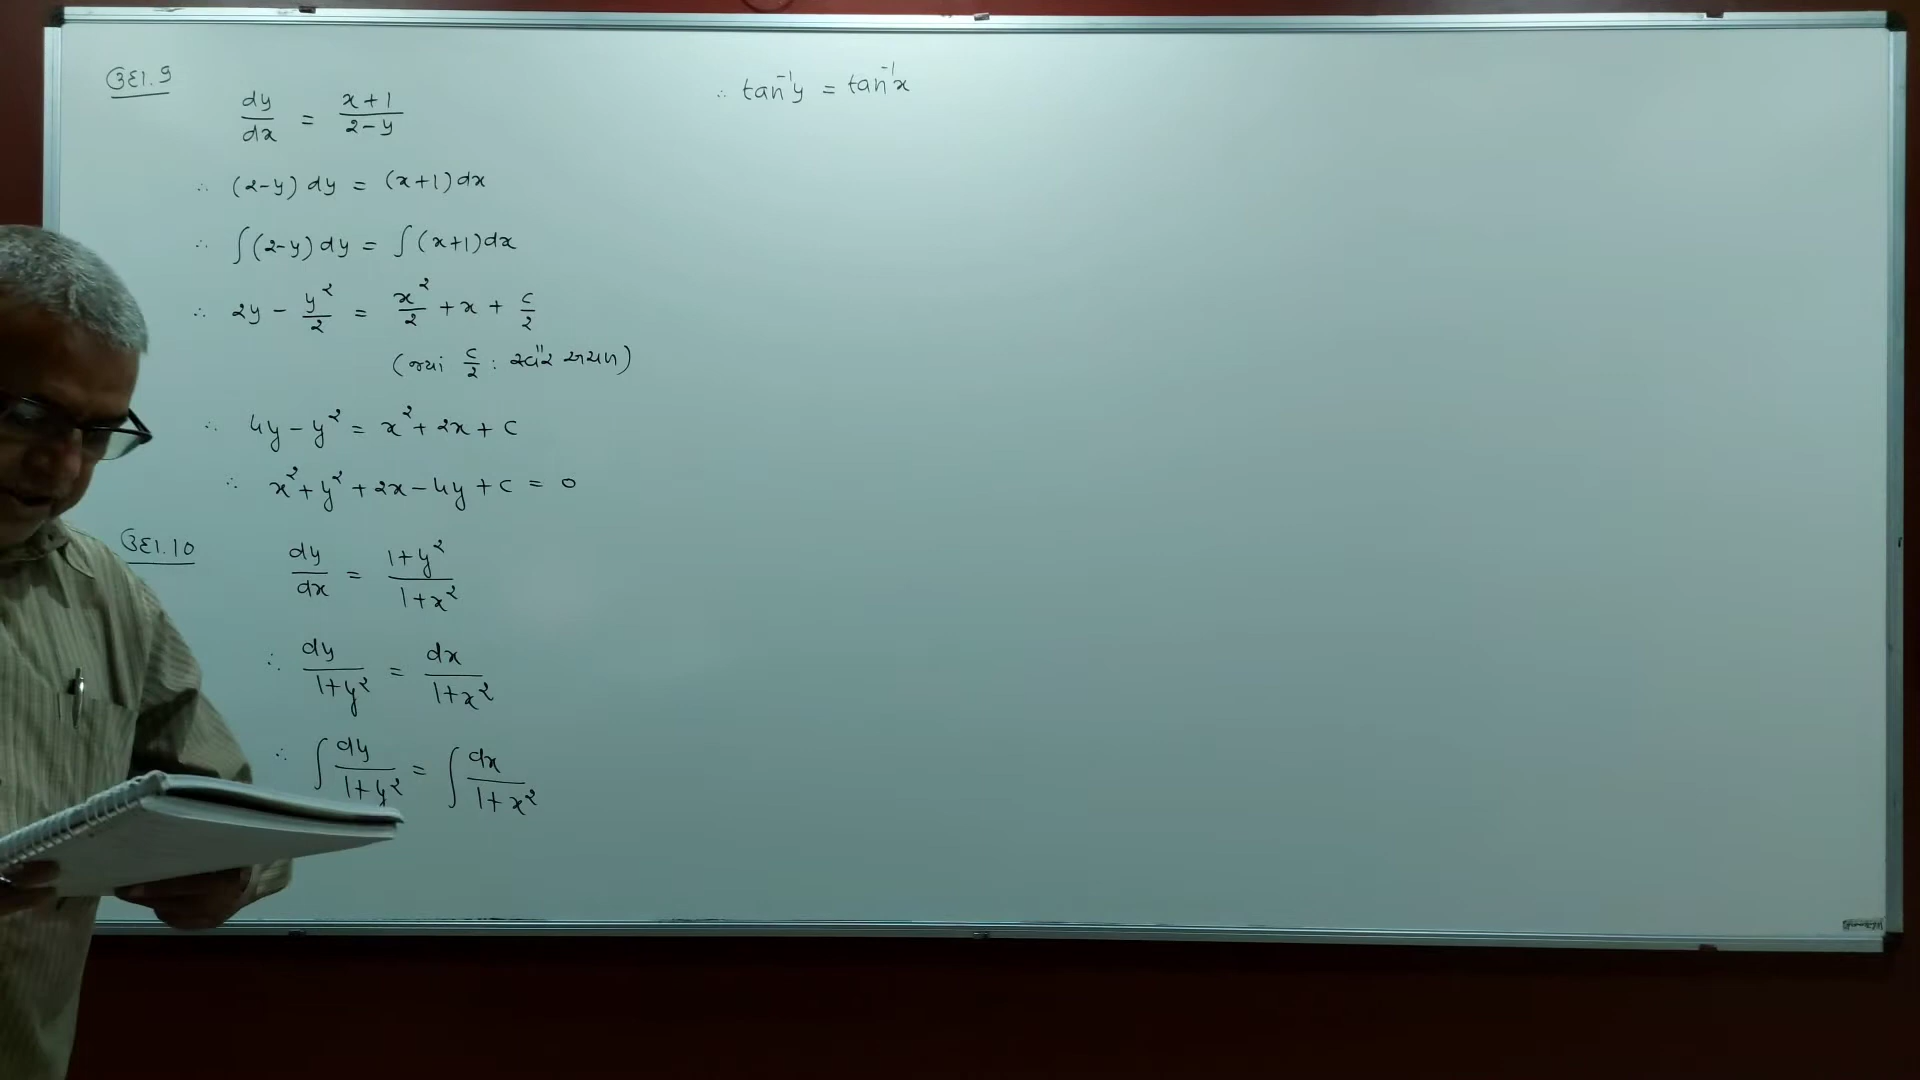 ઉદા. 9
dy/dx = (x+1)/(2-y)
∴ (2-y) dy = (x+1) dx
∴ ∫(2-y) dy = ∫(x+1) dx
∴ 2y - y²/2 = x²/2 + x + c/2
(જ્યાં c/2 : સ્વૈર અચળ)
∴ 4y - y² = x² + 2x + c
∴ x² + y² + 2x - 4y + c = 0
ઉદા. 10
dy/dx = (1+y²)/(1+x²)
∴ dy/(1+y²) = dx/(1+x²)
∴ ∫ dy/(1+y²) = ∫ dx/(1+x²)
∴ tan⁻¹y = tan⁻¹x